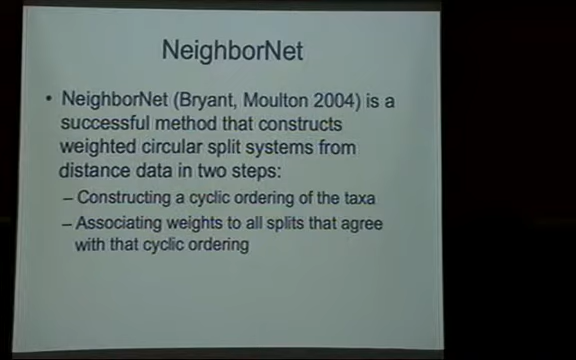 NeighborNet
• NeighborNet (Bryant, Moulton 2004) is a
successful method that constructs
weighted circular split systems from
distance data in two steps:
– Constructing a cyclic ordering of the taxa
– Associating weights to all splits that agree
with that cyclic ordering